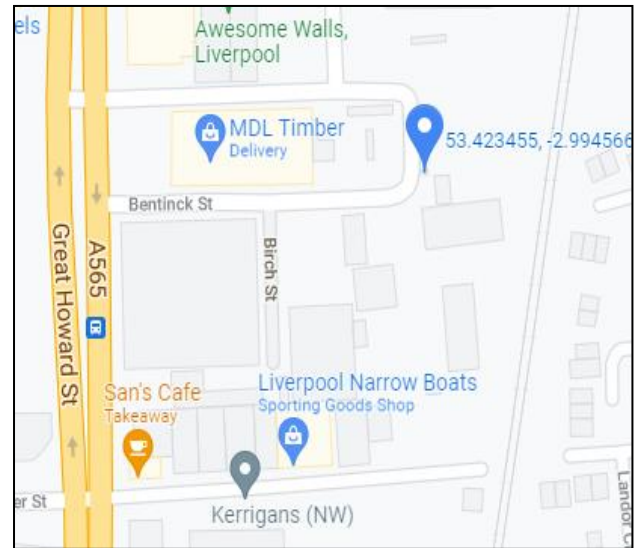 els
Awesome Walls,
Liverpool
MDL Timber
Delivery
53.423455, -2.994566
Bentinck St
Great Howard St
A565
Birch St
San's Cafe
Takeaway
Liverpool Narrow Boats
Sporting Goods Shop
er St
Kerrigans (NW)
Landor C